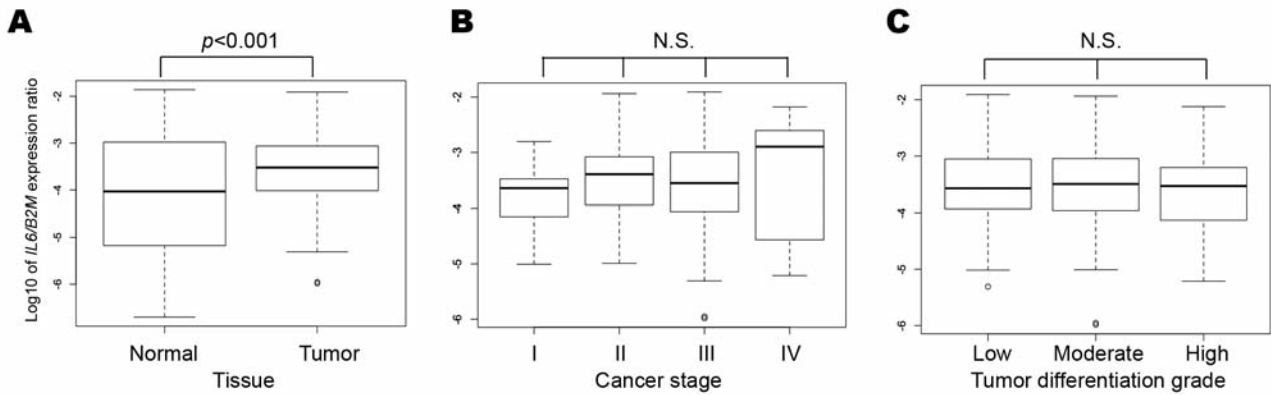 A
p<0.001
Log10 of IL6/B2M expression ratio
-2
-3
-4
-5
-6
Normal Tumor
Tissue
B
N.S.
-2
-3
-4
-5
-6
I II III IV
Cancer stage
C
N.S.
-2
-3
-4
-5
-6
Low Moderate High
Tumor differentiation grade